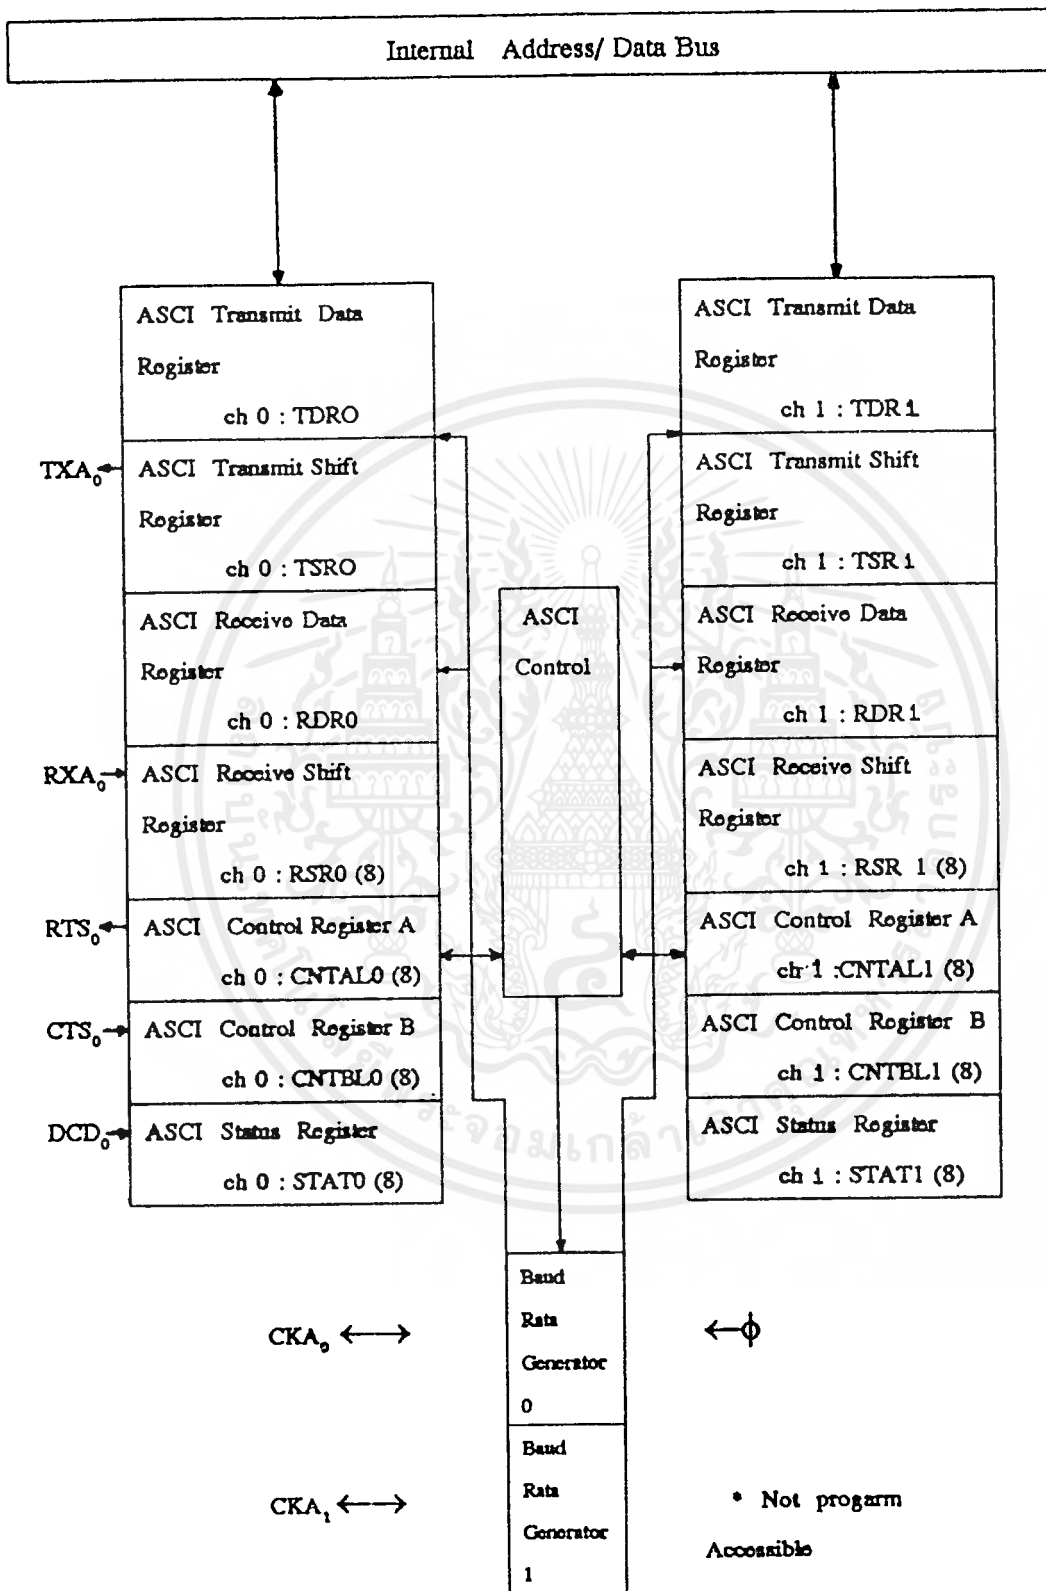 Internal Address/ Data Bus
ASCI Transmit Data
Register
ch 0 : TDRO
TXA0
ASCI Transmit Shift
Register
ch 0 : TSRO
ASCI Receive Data
Register
ch 0 : RDR0
RXA0
ASCI Receive Shift
Register
ch 0 : RSR0 (8)
RTS0
ASCI Control Register A
ch 0 : CNTAL0 (8)
CTS0
ASCI Control Register B
ch 0 : CNTBL0 (8)
DCD0
ASCI Status Register
ch 0 : STAT0 (8)
ASCI
Control
ASCI Transmit Data
Register
ch 1 : TDR1
ASCI Transmit Shift
Register
ch 1 : TSR1
ASCI Receive Data
Register
ch 1 : RDR1
ASCI Receive Shift
Register
ch 1 : RSR 1 (8)
ASCI Control Register A
ch 1 :CNTAL1 (8)
ASCI Control Register B
ch 1 : CNTBL1 (8)
ASCI Status Register
ch 1 : STAT1 (8)
CKA0
Baud
Rata
Generator
0
ϕ
CKA1
Baud
Rata
Generator
1
* Not progarm
Accessible